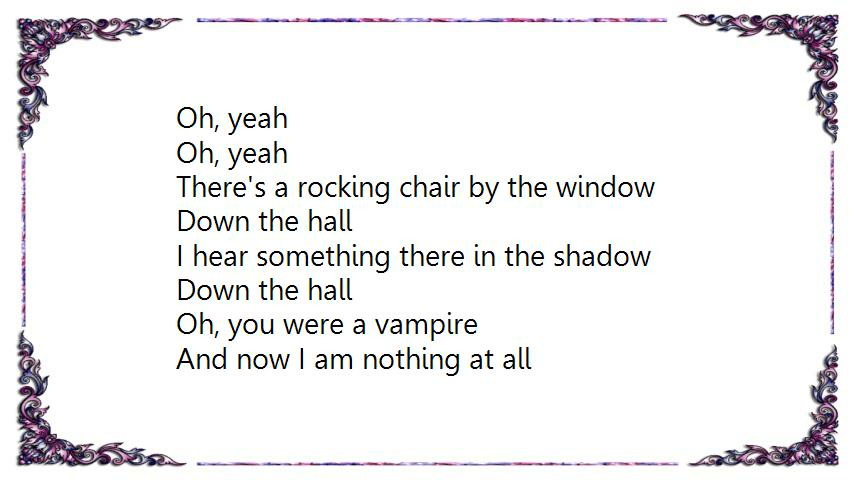 Oh, yeah
Oh, yeah
There's a rocking chair by the window
Down the hall
I hear something there in the shadow
Down the hall
Oh, you were a vampire
And now I am nothing at all